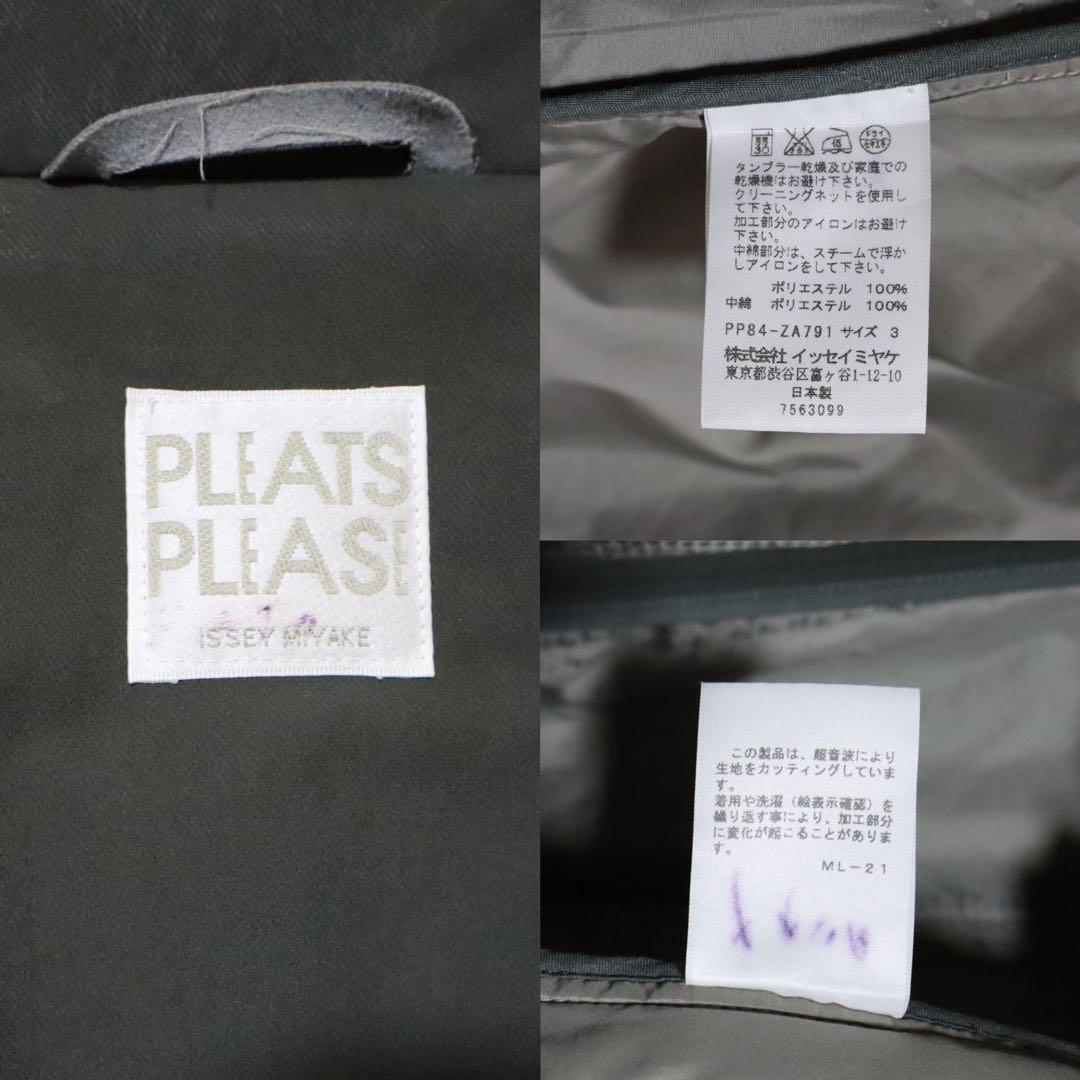 PLEATS
PLEASE
ISSEY MIYAKE
タンブラー乾燥及び家庭での
乾燥機はお避け下さい。
クリーニングネットを使用し
て下さい。
加工部分のアイロンはお避け
下さい。
中綿部分は、スチームで浮か
しアイロンをして下さい。
ポリエステル 100%
中綿 ポリエステル 100%
PP84-ZA791 サイズ 3
株式会社 イッセイミヤケ
東京都渋谷区富ヶ谷1-12-10
日本製
7563099
この製品は、超音波により
生地をカッティングしていま
す。
着用や洗濯（絵表示確認）を
繰り返す事により、加工部分
に変化が起こることがありま
す。
ML-21